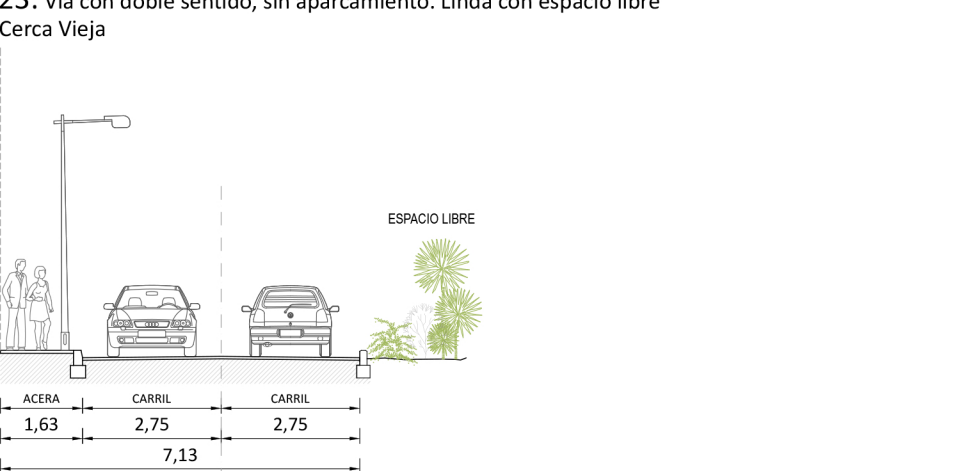 23. Vía con doble sentido, sin aparcamiento. Linda con espacio libre
Cerca Vieja
ESPACIO LIBRE
ACERA CARRIL CARRIL
1,63 2,75 2,75
7,13